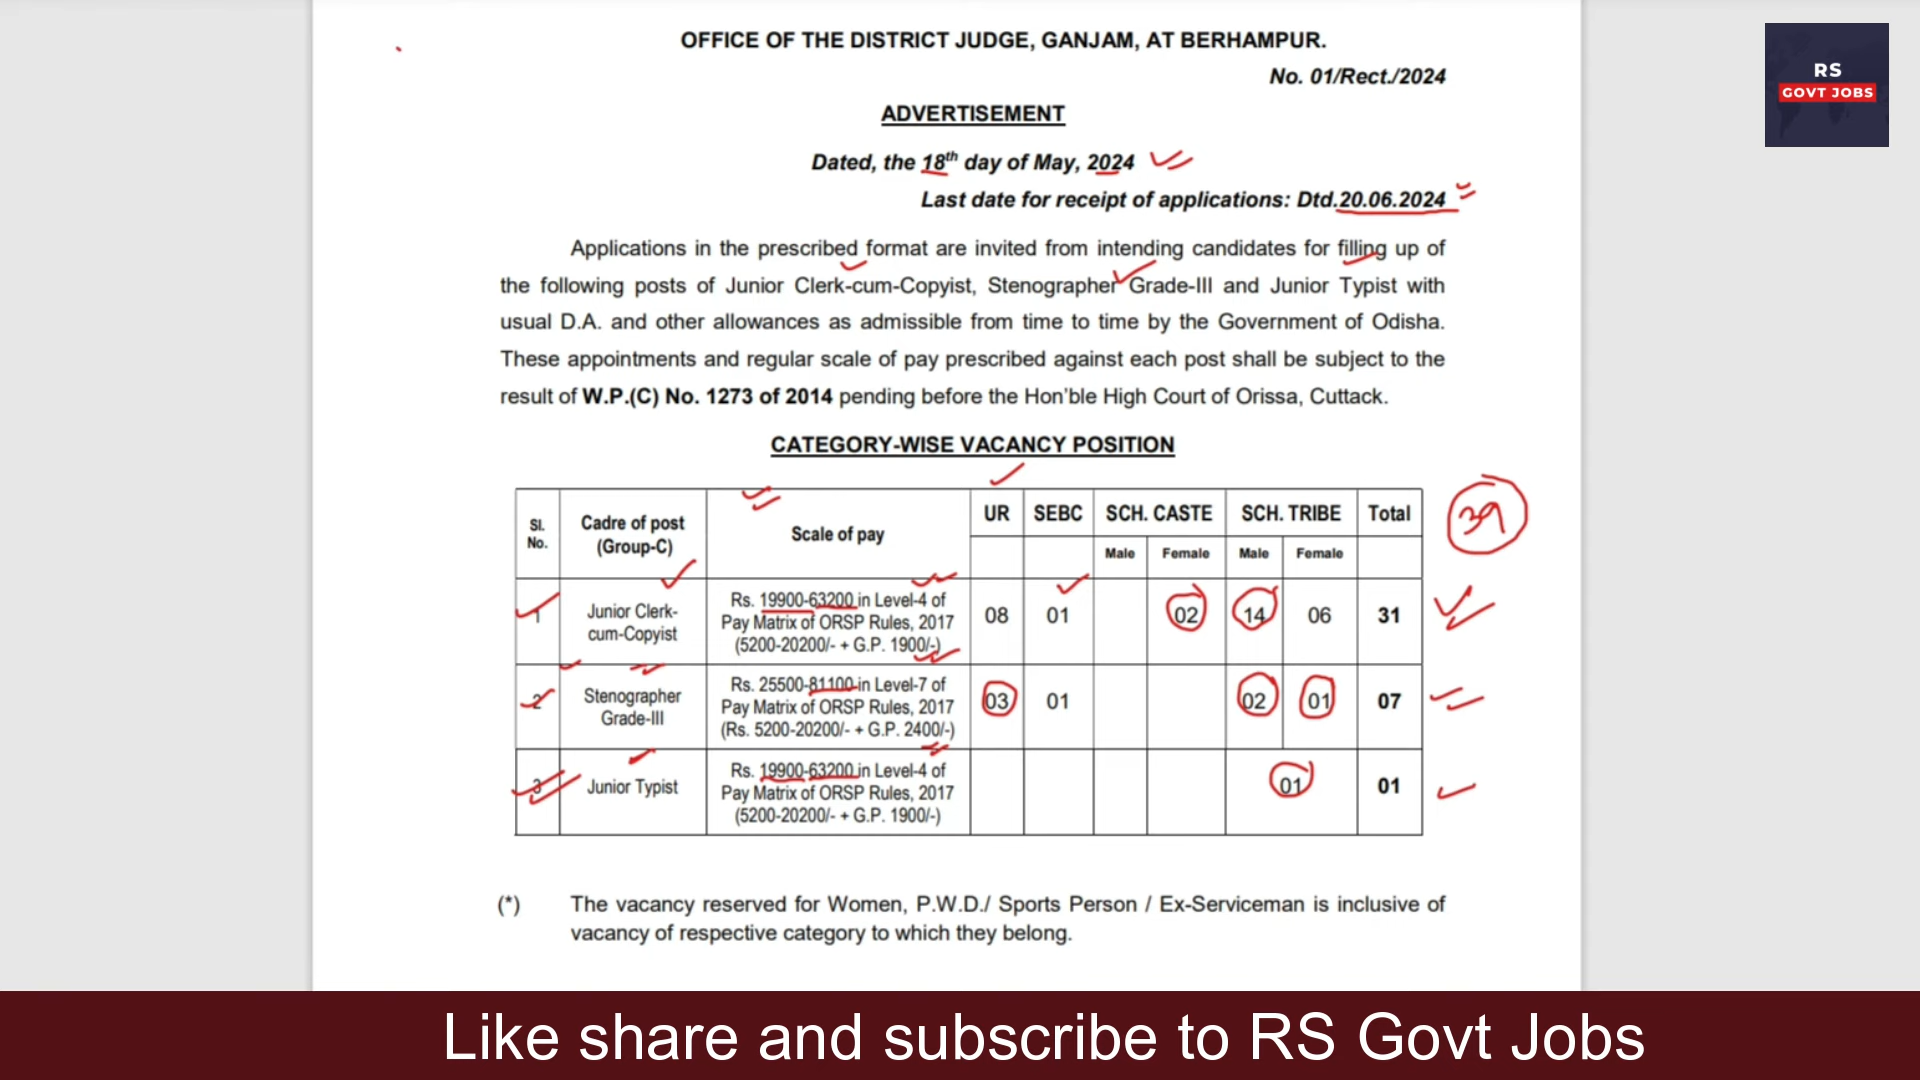 OFFICE OF THE DISTRICT JUDGE, GANJAM, AT BERHAMPUR.
No. 01/Rect./2024
RS
GOVT JOBS
ADVERTISEMENT
Dated, the 18th day of May, 2024
Last date for receipt of applications: Dtd.20.06.2024
Applications in the prescribed format are invited from intending candidates for filling up of
the following posts of Junior Clerk-cum-Copyist, Stenographer Grade-III and Junior Typist with
usual D.A. and other allowances as admissible from time to time by the Government of Odisha.
These appointments and regular scale of pay prescribed against each post shall be subject to the
result of W.P.(C) No. 1273 of 2014 pending before the Hon'ble High Court of Orissa, Cuttack.
CATEGORY-WISE VACANCY POSITION
Sl. No. Cadre of post (Group-C) Scale of pay UR SEBC SCH. CASTE SCH. TRIBE Total
Male Female Male Female
1 Junior Clerk-cum-Copyist Rs. 19900-63200 in Level-4 of 08 01 02 14 06 31
Pay Matrix of ORSP Rules, 2017
(5200-20200/- + G.P. 1900/-)
2 Stenographer Grade-III Rs. 25500-81100 in Level-7 of 03 01 02 01 07
Pay Matrix of ORSP Rules, 2017
(Rs. 5200-20200/- + G.P. 2400/-)
3 Junior Typist Rs. 19900-63200 in Level-4 of 01 01
Pay Matrix of ORSP Rules, 2017
(5200-20200/- + G.P. 1900/-)
(*) The vacancy reserved for Women, P.W.D./ Sports Person / Ex-Serviceman is inclusive of
vacancy of respective category to which they belong.
Like share and subscribe to RS Govt Jobs